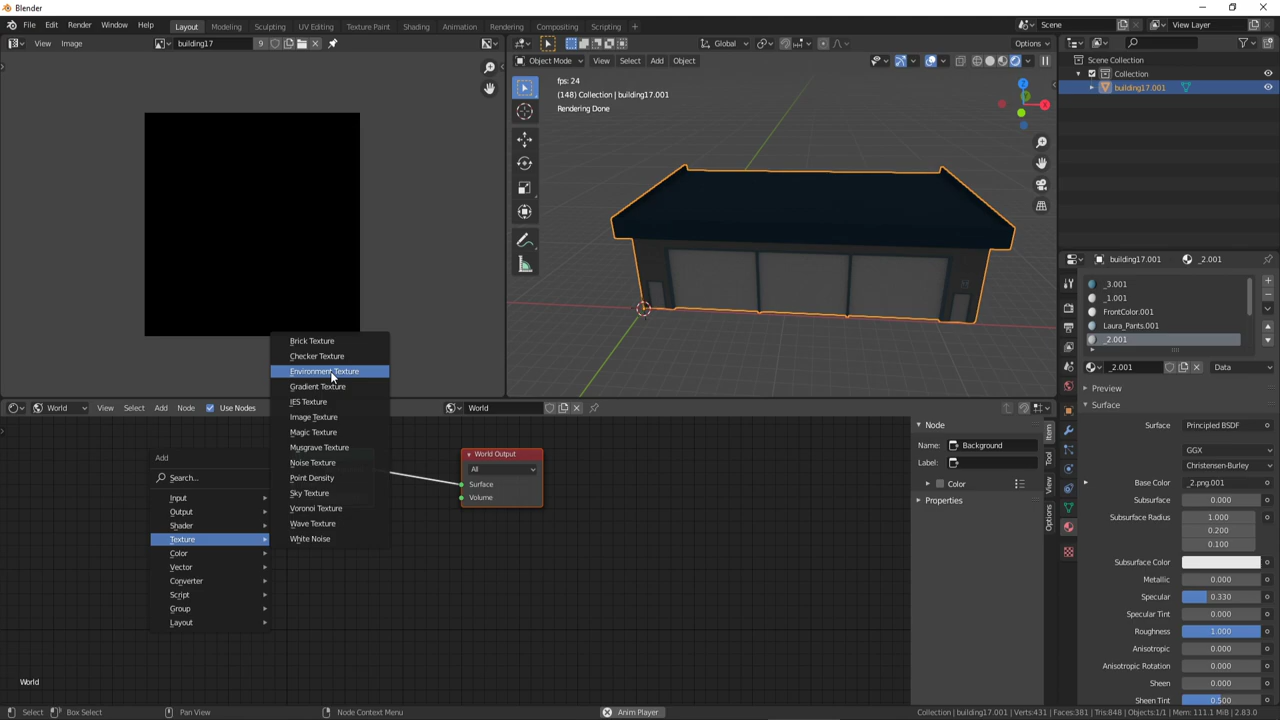 Blender
File Edit Render Window Help Layout Modeling Sculpting UV Editing Texture Paint Shading Animation Rendering Compositing Scripting + Scene View Layer
View Image building17 9 Global Options
Object Mode View Select Add Object
fps: 24
(148) Collection | building17.001
Rendering Done
Scene Collection
Collection
building17.001
building17.001 _2.001
_3.001
_1.001
FrontColor.001
Laura_Pants.001
_2.001
_2.001 Data
Preview
Surface
Surface Principled BSDF
GGX
Christensen-Burley
Base Color _2.png.001
Subsurface 0.000
Subsurface Radius 1.000
0.200
0.100
Subsurface Color
Metallic 0.000
Specular 0.330
Specular Tint 0.000
Roughness 1.000
Anisotropic 0.000
Anisotropic Rotation 0.000
Sheen 0.000
Sheen Tint 0.500
World View Select Add Node Use Nodes World
Add
Search...
Input
Output
Shader
Texture
Color
Vector
Converter
Script
Group
Layout
Brick Texture
Checker Texture
Environment Texture
Gradient Texture
IES Texture
Image Texture
Magic Texture
Musgrave Texture
Noise Texture
Point Density
Sky Texture
Voronoi Texture
Wave Texture
White Noise
World Output
All
Surface
Volume
Node
Name: Background
Label:
Color
Properties
Item
Tool
View
Options
World
Select Box Select Pan View Node Context Menu Anim Player Collection | building17.001 | Verts:431 | Faces:381 | Tris:848 | Objects:1/1 | Mem: 111.1 MiB | 2.83.0